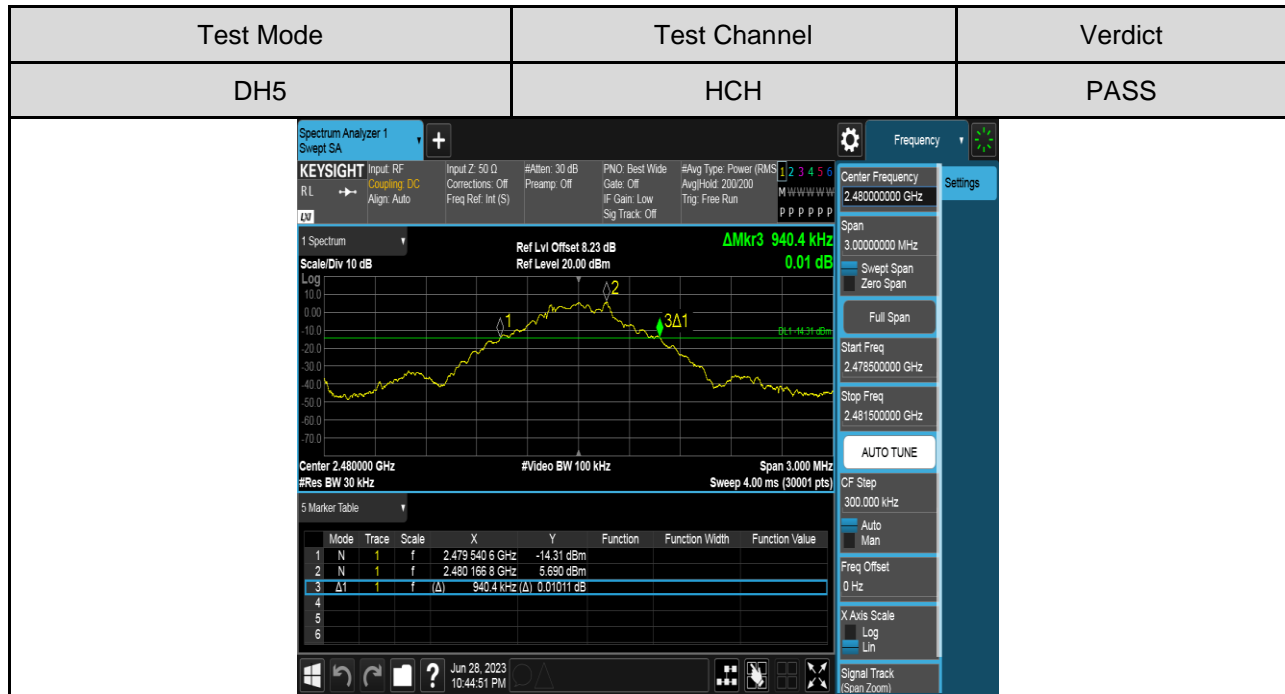 Test Mode Test Channel Verdict
DH5 HCH PASS
Spectrum Analyzer 1
Swept SA
Frequency
KEYSIGHT Input: RF Input Z: 50 Ω #Atten: 30 dB PNO: Best Wide #Avg Type: Power (RMS 1 2 3 4 5 6
RL Coupling: DC Corrections: Off Preamp: Off Gate: Off Avg|Hold: 200/200 M W W W W W
Align: Auto Freq Ref: Int (S) IF Gain: Low Trig: Free Run
LXI Sig Track: Off P P P P P P
Center Frequency
2.480000000 GHz
Settings
1 Spectrum
Scale/Div 10 dB
Ref Lvl Offset 8.23 dB
Ref Level 20.00 dBm
ΔMkr3 940.4 kHz
0.01 dB
Log
10.0
0.00
-10.0
-20.0
-30.0
-40.0
-50.0
-60.0
-70.0
1
2
3Δ1
DL1 -14.31 dBm
Center 2.480000 GHz #Video BW 100 kHz Span 3.000 MHz
#Res BW 30 kHz Sweep 4.00 ms (30001 pts)
Span
3.00000000 MHz
Swept Span
Zero Span
Full Span
Start Freq
2.478500000 GHz
Stop Freq
2.481500000 GHz
AUTO TUNE
CF Step
300.000 kHz
Auto
Man
Freq Offset
0 Hz
X Axis Scale
Log
Lin
Signal Track
(Span Zoom)
5 Marker Table
Mode Trace Scale X Y Function Function Width Function Value
1 N 1 f 2.479 540 6 GHz -14.31 dBm
2 N 1 f 2.480 166 8 GHz 5.690 dBm
3 Δ1 1 f (Δ) 940.4 kHz (Δ) 0.01011 dB
4
5
6
Jun 28, 2023
10:44:51 PM